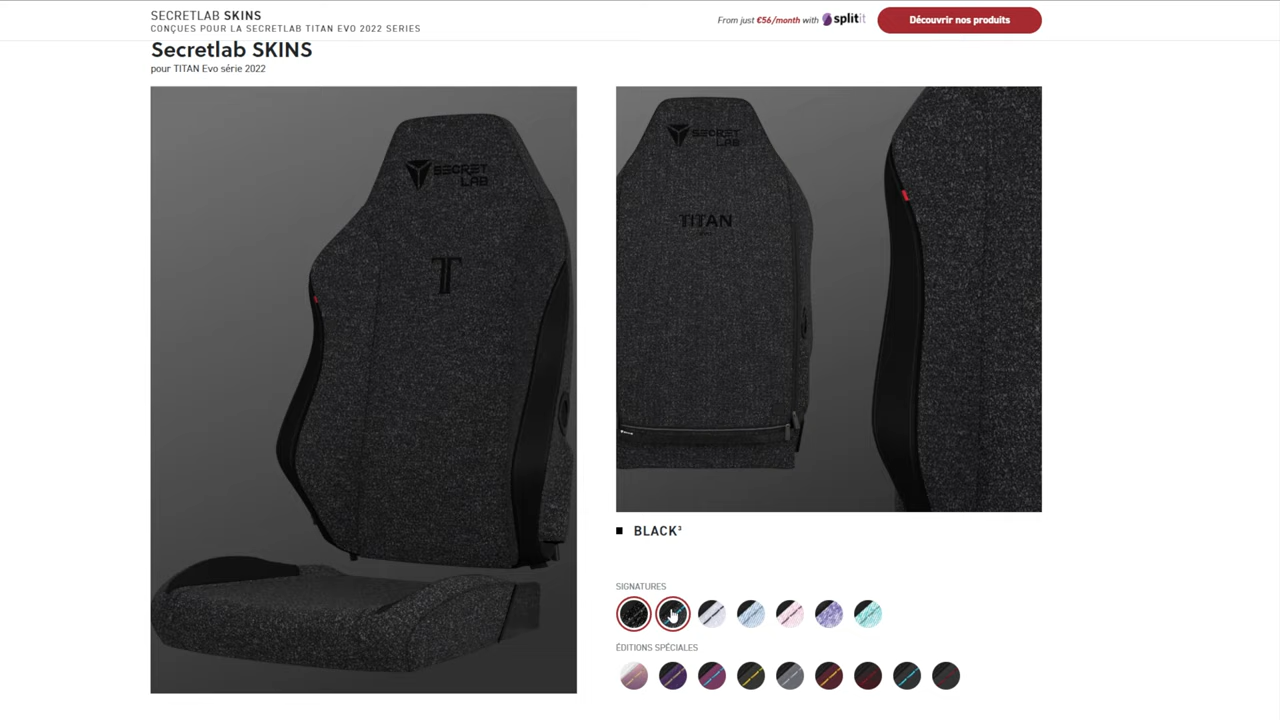 SECRETLAB SKINS
CONÇUES POUR LA SECRETLAB TITAN EVO 2022 SERIES
From just €56/month with splitit
Découvrir nos produits
Secretlab SKINS
pour TITAN Evo série 2022
SECRET
LAB
T
SECRET
LAB
TITAN
BLACK³
SIGNATURES
ÉDITIONS SPÉCIALES